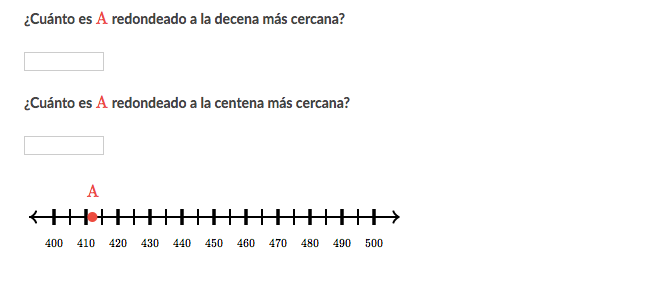 ¿Cuánto es A redondeado a la decena más cercana?
¿Cuánto es A redondeado a la centena más cercana?
A
400 410 420 430 440 450 460 470 480 490 500